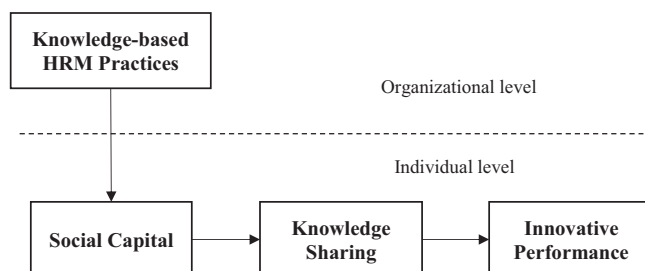 Knowledge-based
HRM Practices
Organizational level
Individual level
Social Capital
Knowledge
Sharing
Innovative
Performance